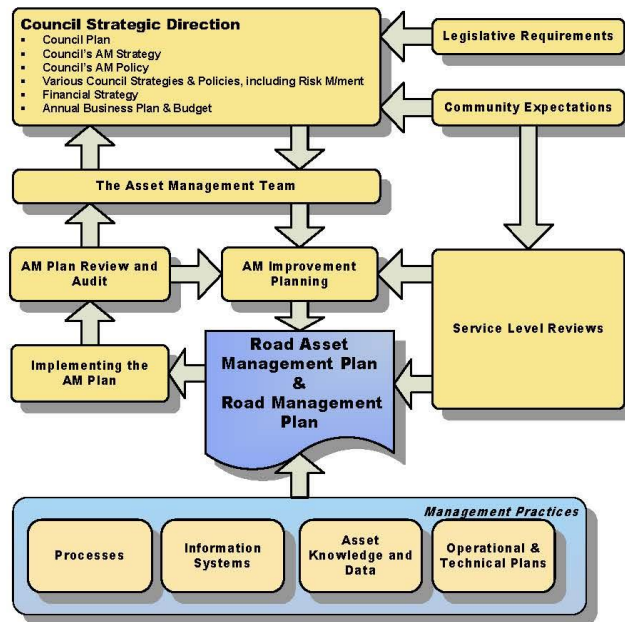 Council Strategic Direction
▪ Council Plan
▪ Council's AM Strategy
▪ Council's AM Policy
▪ Various Council Strategies & Policies, including Risk M/ment
▪ Financial Strategy
▪ Annual Business Plan & Budget
Legislative Requirements
Community Expectations
The Asset Management Team
AM Plan Review and
Audit
AM Improvement
Planning
Service Level Reviews
Implementing the
AM Plan
Road Asset
Management Plan
&
Road Management
Plan
Management Practices
Processes
Information
Systems
Asset
Knowledge and
Data
Operational &
Technical Plans